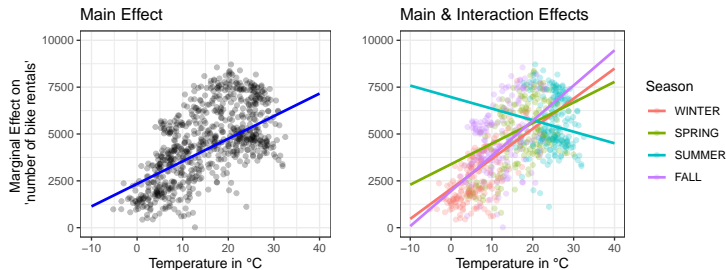 Main Effect
Main & Interaction Effects
Marginal Effect on
'number of bike rentals'
10000
7500
5000
2500
0
−10
0
10
20
30
40
Temperature in °C
10000
7500
5000
2500
0
−10
0
10
20
30
40
Temperature in °C
Season
WINTER
SPRING
SUMMER
FALL